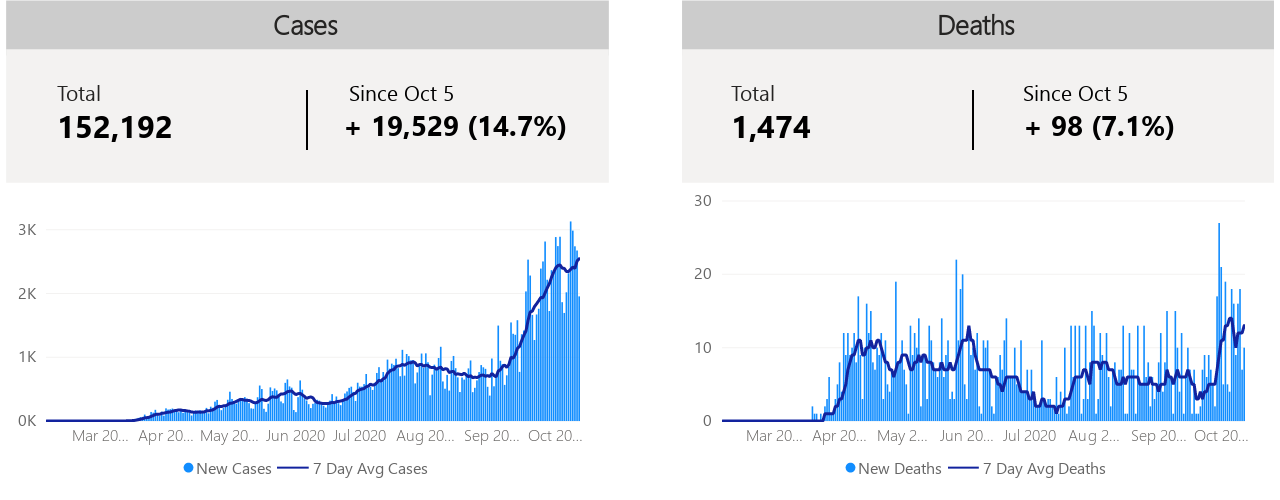 Cases
Total
152,192
Since Oct 5
+ 19,529 (14.7%)
3K
2K
1K
0K
Mar 20... Apr 20... May 20... Jun 2020 Jul 2020 Aug 20... Sep 20... Oct 20...
New Cases 7 Day Avg Cases
Deaths
Total
1,474
Since Oct 5
+ 98 (7.1%)
30
20
10
0
Mar 20... Apr 20... May 2... Jun 20... Jul 2020 Aug 2... Sep 20... Oct 20...
New Deaths 7 Day Avg Deaths